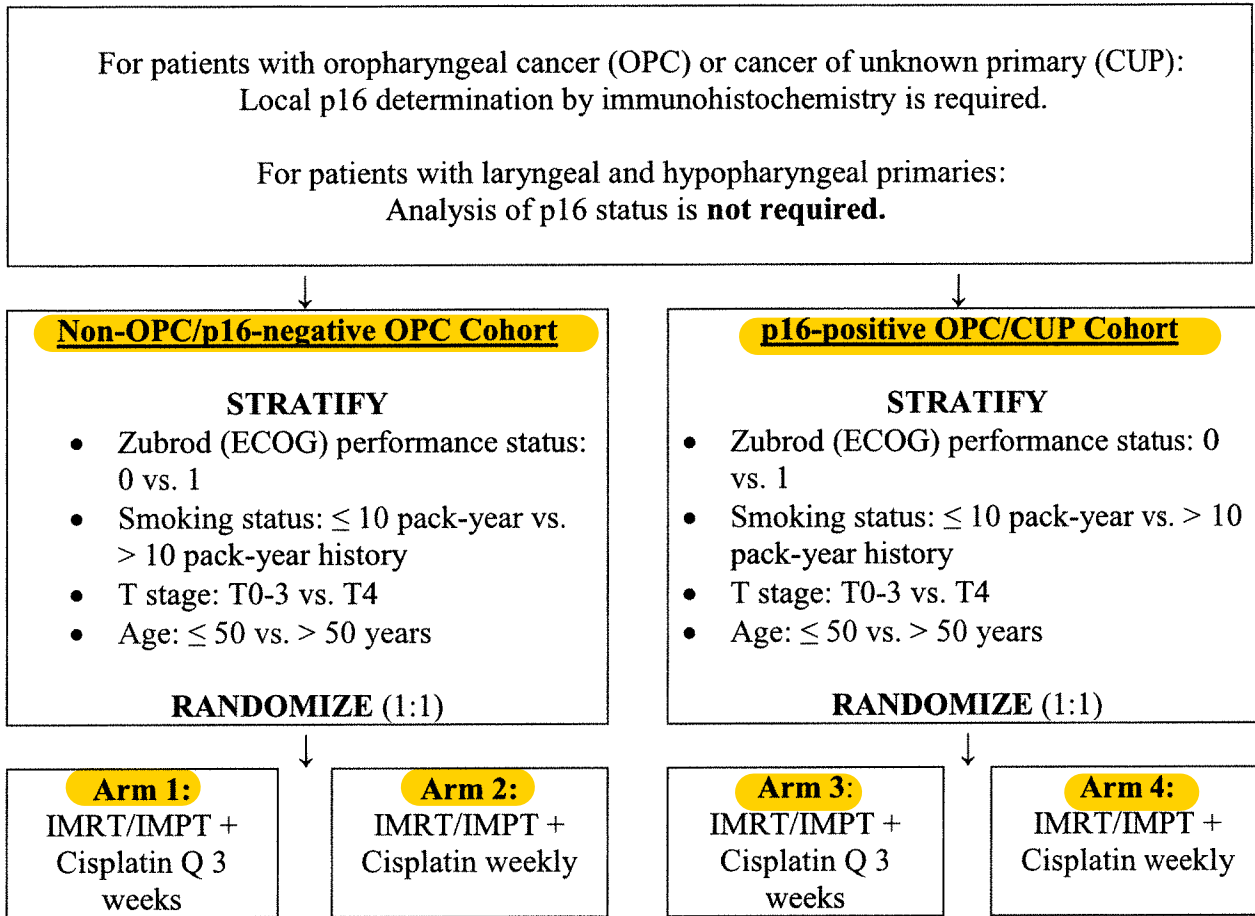 For patients with oropharyngeal cancer (OPC) or cancer of unknown primary (CUP):
Local p16 determination by immunohistochemistry is required.
For patients with laryngeal and hypopharyngeal primaries:
Analysis of p16 status is not required.
↓
↓
Non-OPC/p16-negative OPC Cohort
STRATIFY
• Zubrod (ECOG) performance status:
0 vs. 1
• Smoking status: ≤ 10 pack-year vs.
> 10 pack-year history
• T stage: T0-3 vs. T4
• Age: ≤ 50 vs. > 50 years
RANDOMIZE (1:1)
p16-positive OPC/CUP Cohort
STRATIFY
• Zubrod (ECOG) performance status: 0
vs. 1
• Smoking status: ≤ 10 pack-year vs. > 10
pack-year history
• T stage: T0-3 vs. T4
• Age: ≤ 50 vs. > 50 years
RANDOMIZE (1:1)
↓
↓
Arm 1:
IMRT/IMPT +
Cisplatin Q 3
weeks
Arm 2:
IMRT/IMPT +
Cisplatin weekly
Arm 3:
IMRT/IMPT +
Cisplatin Q 3
weeks
Arm 4:
IMRT/IMPT +
Cisplatin weekly